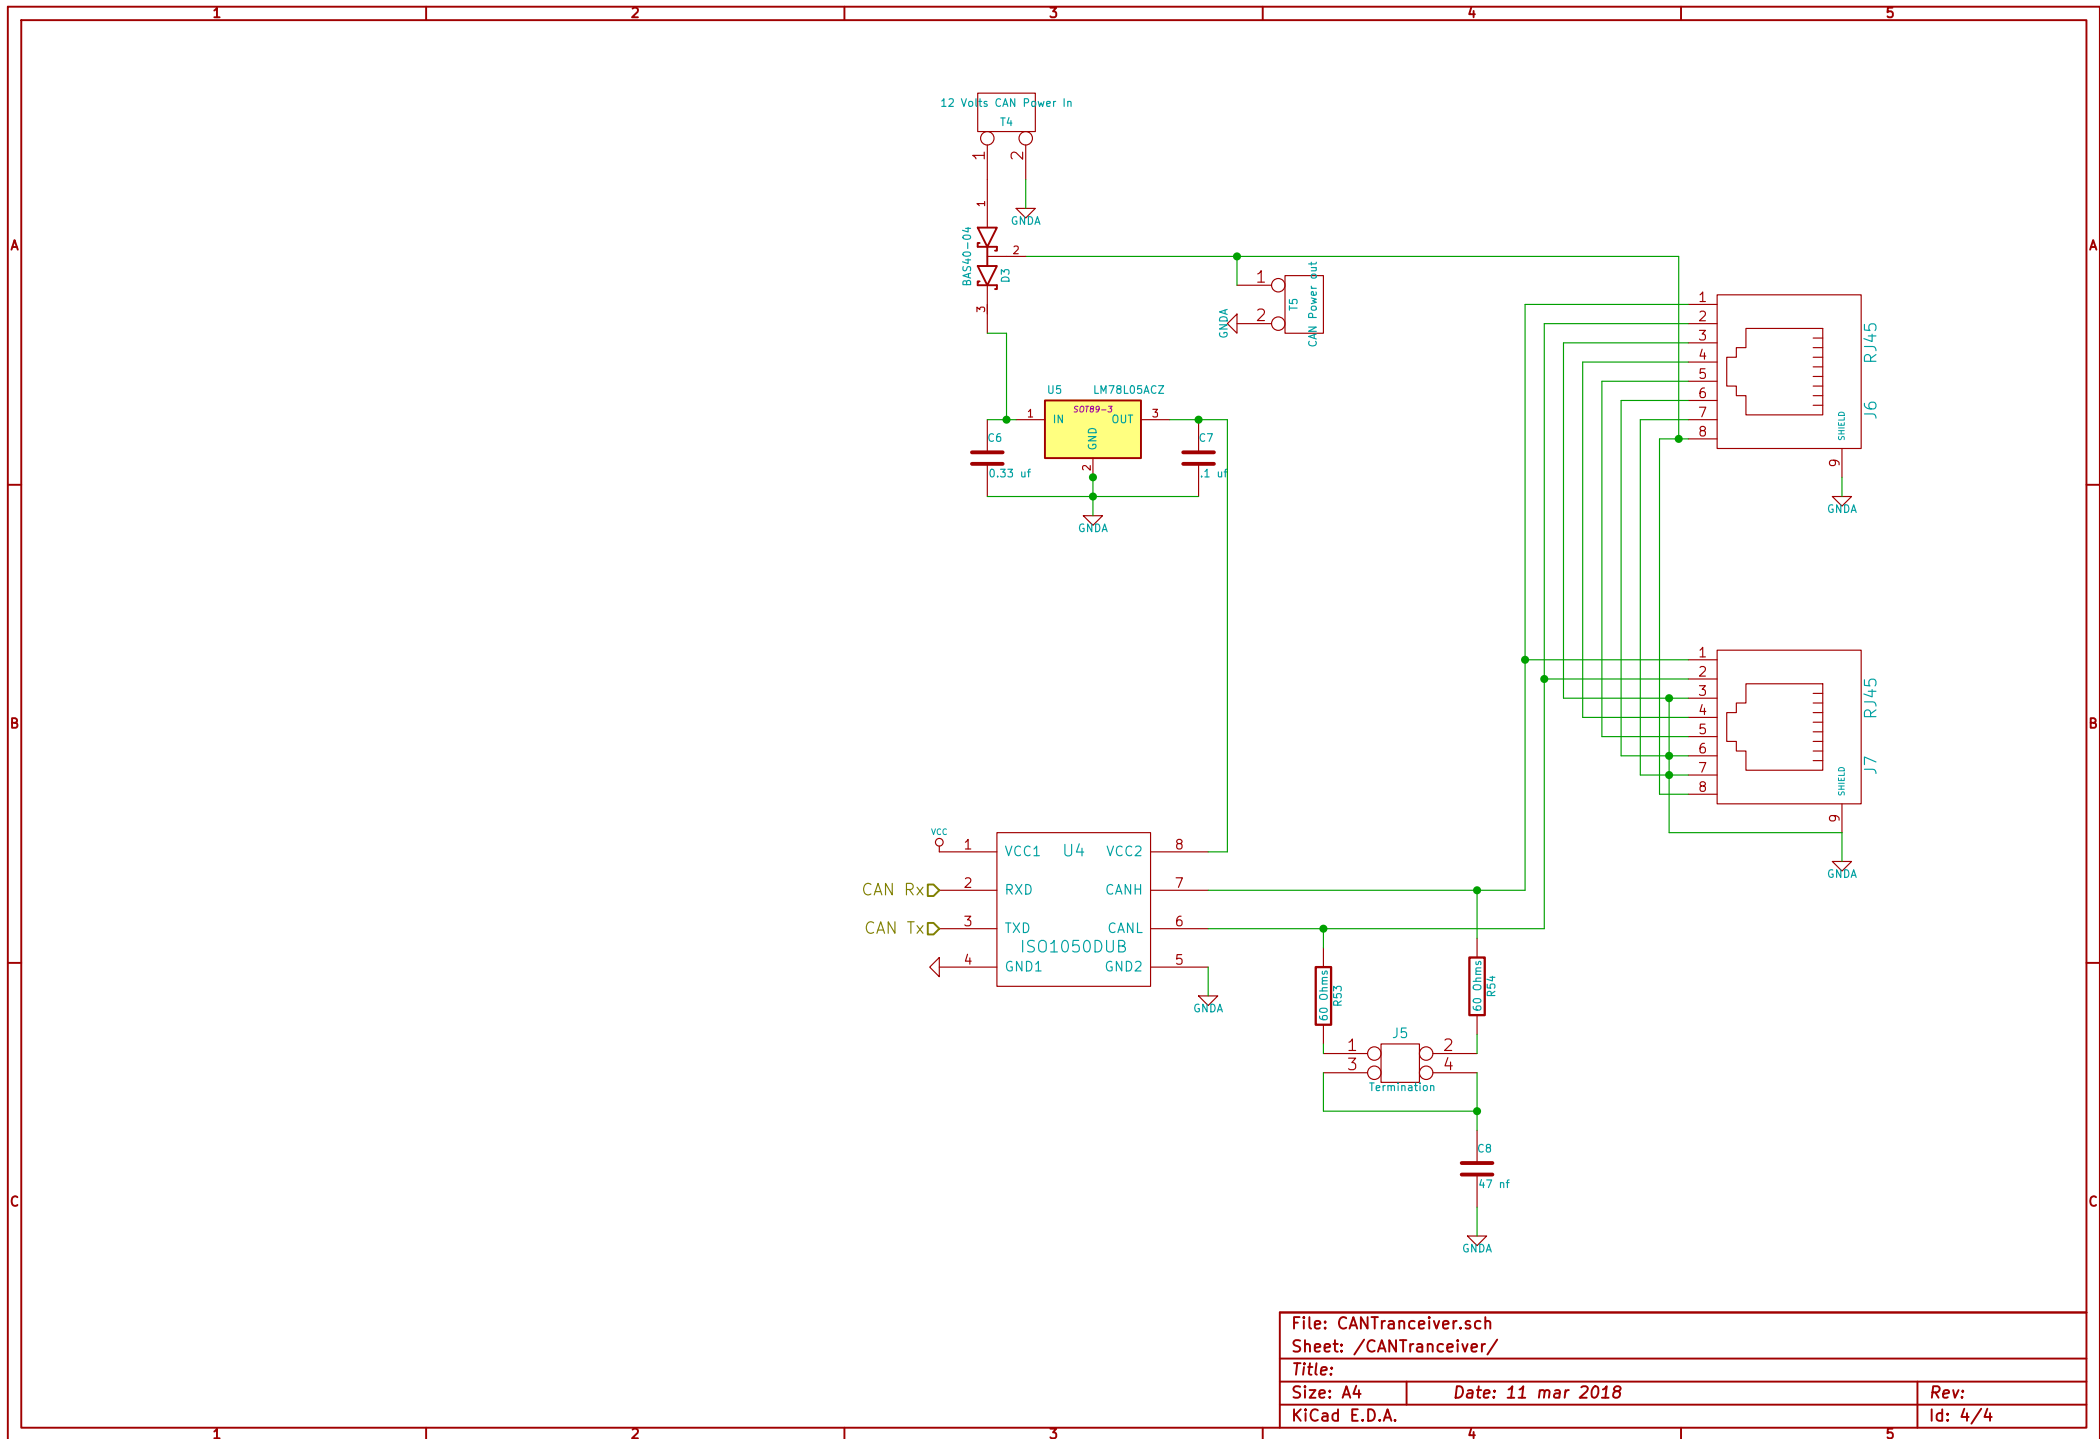 1 2 3 4 5
12 Volts CAN Power In
T4
1 2
1
GNDA
A A
BAS40-04
2
D3
3
1
2
T5
CAN Power out
GNDA
1
2
3
4
5
6
7
8
RJ45
J6
SHIELD
9
GNDA
U5 LM78L05ACZ
SOT89-3
1 IN OUT 3
GND
2
C6
0.33 uf
C7
.1 uf
GNDA
1
2
3
4
5
6
7
8
RJ45
J7
SHIELD
9
GNDA
B B
VCC
1 VCC1 U4 VCC2 8
CAN Rx 2 RXD CANH 7
CAN Tx 3 TXD CANL 6
ISO1050DUB
4 GND1 GND2 5
GNDA
60 Ohms
R53
60 Ohms
R54
J5
1 2
3 4
Termination
C8
47 nf
GNDA
C C
File: CANTranceiver.sch
Sheet: /CANTranceiver/
Title:
Size: A4 Date: 11 mar 2018 Rev:
KiCad E.D.A. Id: 4/4
1 2 3 4 5